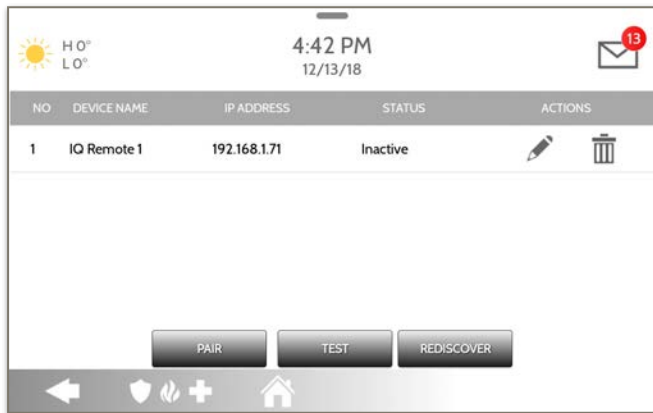 H 0°
L 0°
4:42 PM
12/13/18
13
NO DEVICE NAME IP ADDRESS STATUS ACTIONS
1 IQ Remote 1 192.168.1.71 Inactive
PAIR TEST REDISCOVER